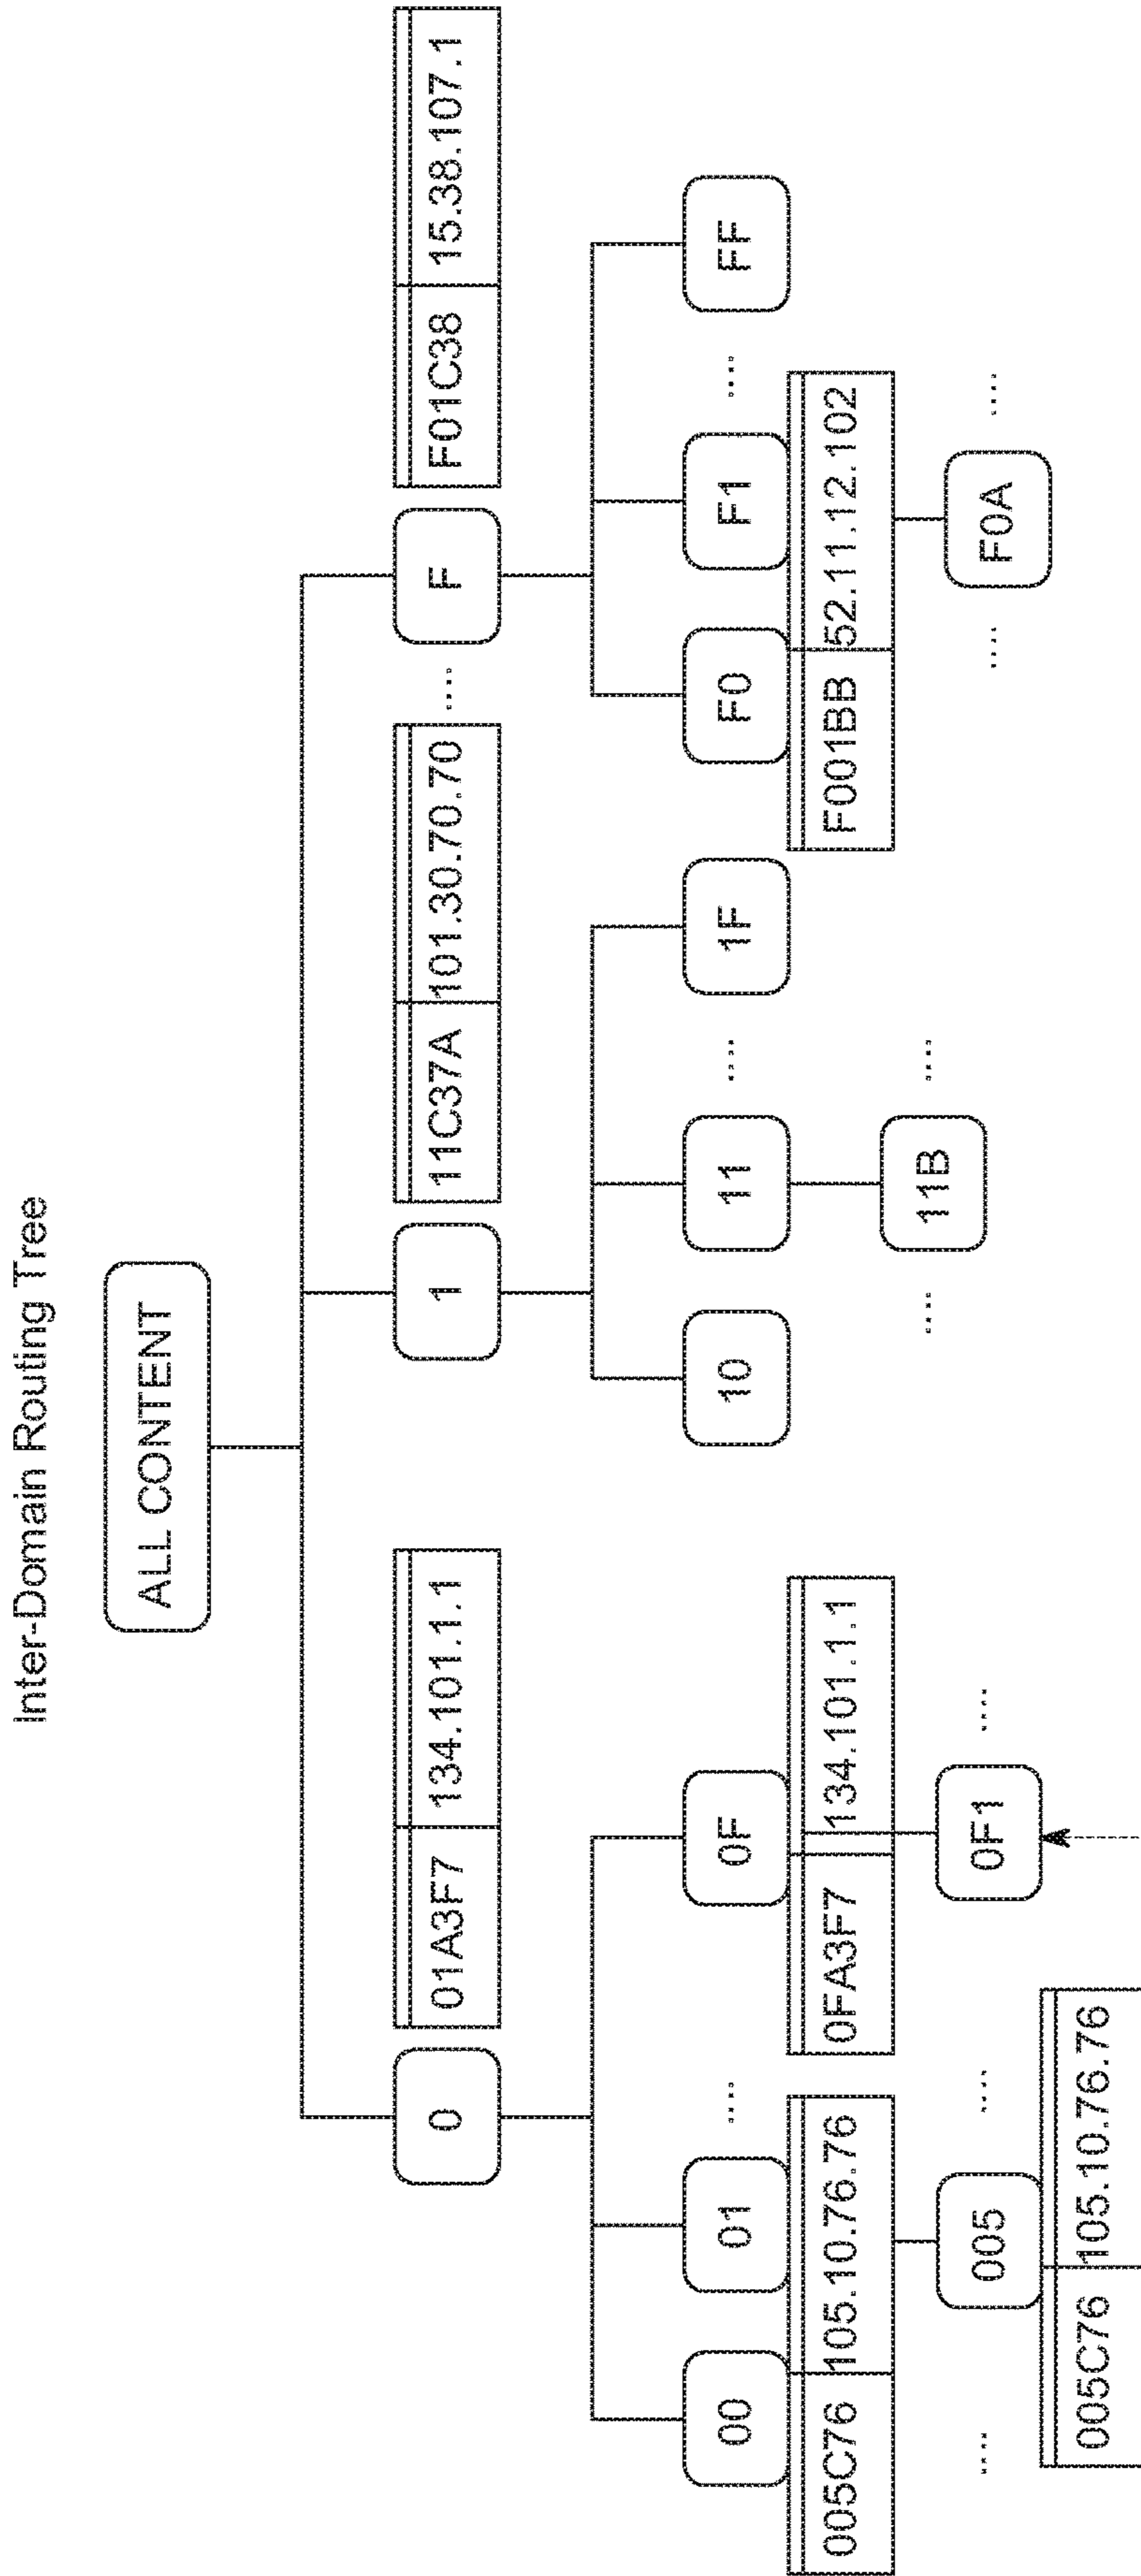 Inter-Domain Routing Tree
ALL CONTENT
0
01A3F7 134.101.1.1
1
11C37A 101.30.70.70
....
F
F01C38 15.38.107.1
00
01
....
0F
10
11
....
1F
F0
F1
....
FF
005C76 105.10.76.76
0FA3F7 134.101.1.1
F001BB 52.11.12.102
....
005
....
0F1
....
....
11B
....
....
F0A
....
005C76 105.10.76.76